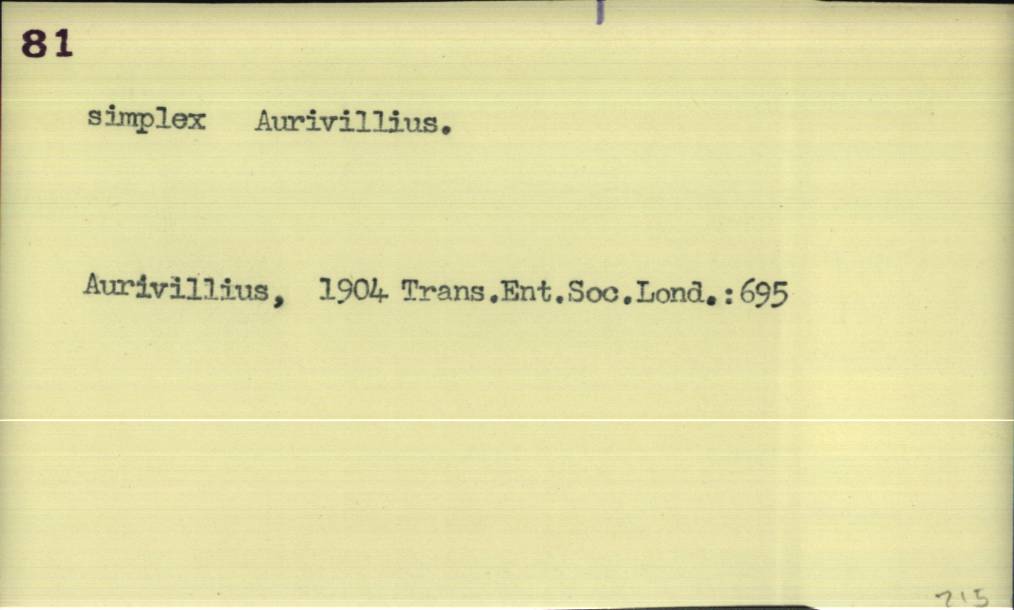 81
simplex Aurivillius.
Aurivillius, 1904 Trans.Ent.Soc.Lond.:695
215